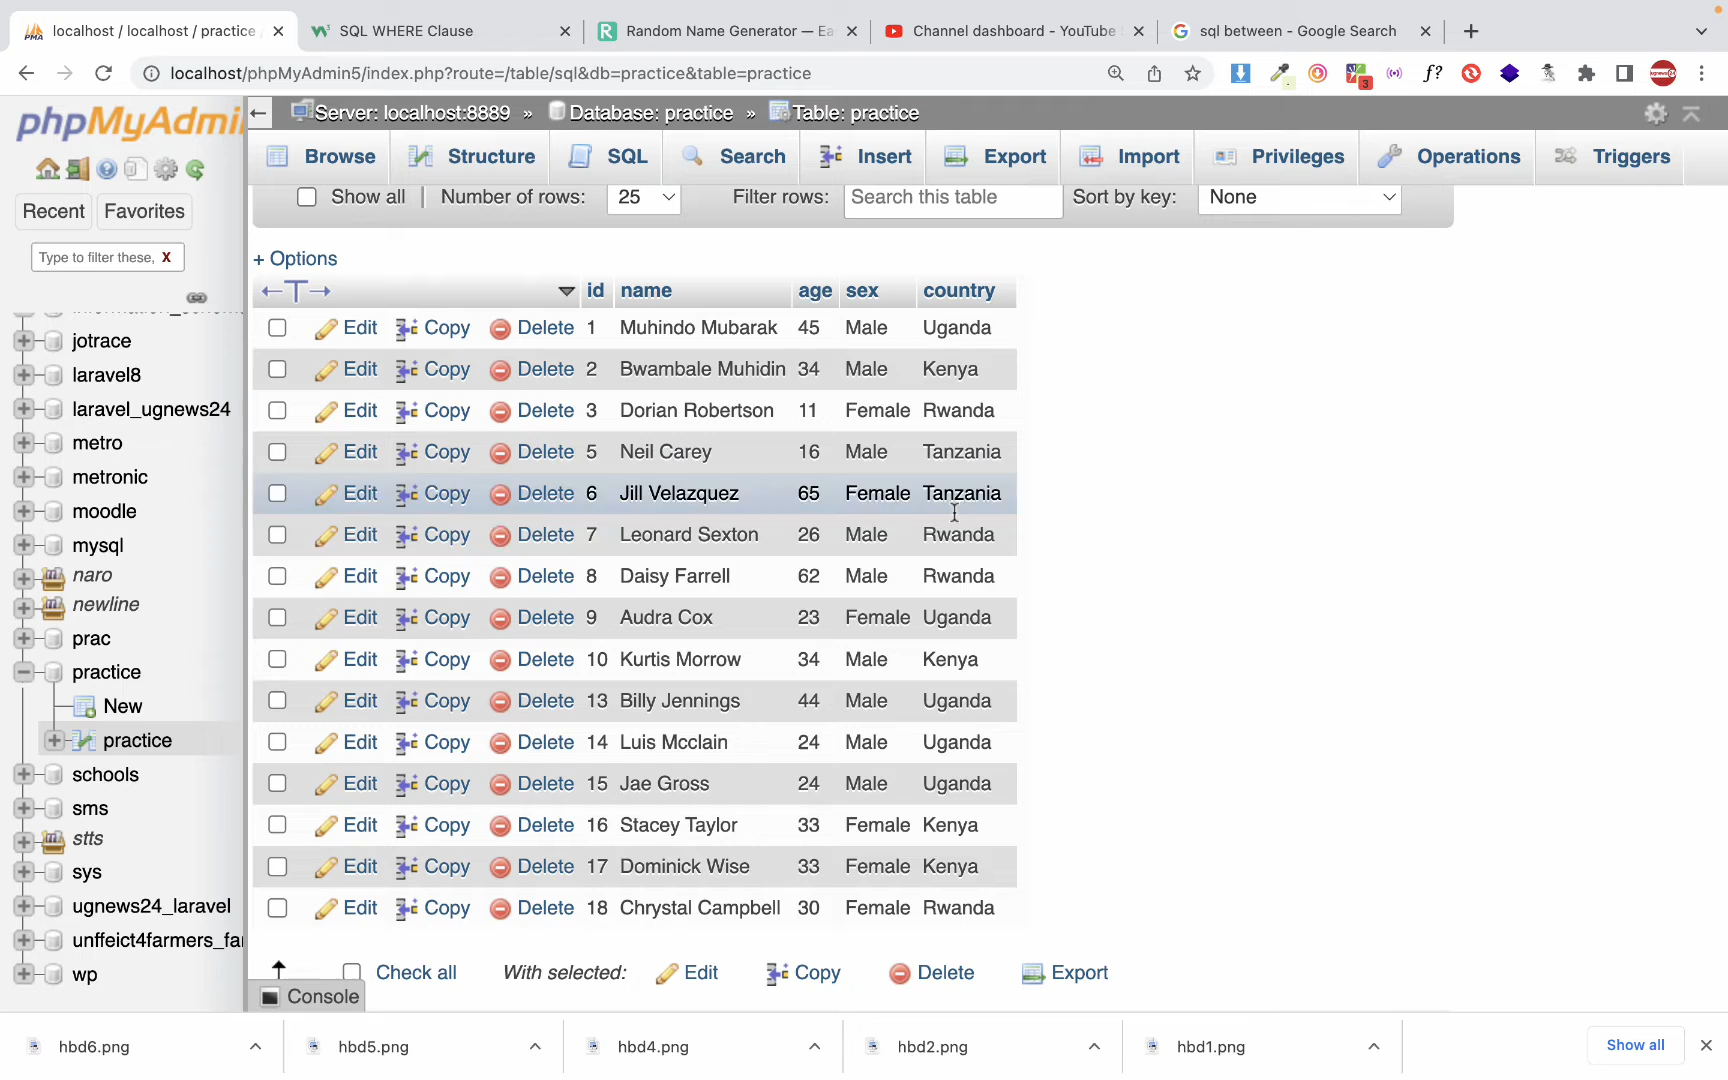 localhost / localhost / practice
SQL WHERE Clause
Random Name Generator — Ea
Channel dashboard - YouTube
sql between - Google Search
localhost/phpMyAdmin5/index.php?route=/table/sql&db=practice&table=practice
3
phpMyAdmi
Server: localhost:8889 » Database: practice » Table: practice
Browse Structure SQL Search Insert Export Import Privileges Operations Triggers
Recent Favorites
Type to filter these, X
jotrace
laravel8
laravel_ugnews24
metro
metronic
moodle
mysql
naro
newline
prac
practice
New
practice
schools
sms
stts
sys
ugnews24_laravel
unffeict4farmers_fa
wp
Show all Number of rows: 25 Filter rows: Search this table Sort by key: None
+ Options
id name age sex country
Edit Copy Delete 1 Muhindo Mubarak 45 Male Uganda
Edit Copy Delete 2 Bwambale Muhidin 34 Male Kenya
Edit Copy Delete 3 Dorian Robertson 11 Female Rwanda
Edit Copy Delete 5 Neil Carey 16 Male Tanzania
Edit Copy Delete 6 Jill Velazquez 65 Female Tanzania
Edit Copy Delete 7 Leonard Sexton 26 Male Rwanda
Edit Copy Delete 8 Daisy Farrell 62 Male Rwanda
Edit Copy Delete 9 Audra Cox 23 Female Uganda
Edit Copy Delete 10 Kurtis Morrow 34 Male Kenya
Edit Copy Delete 13 Billy Jennings 44 Male Uganda
Edit Copy Delete 14 Luis Mcclain 24 Male Uganda
Edit Copy Delete 15 Jae Gross 24 Male Uganda
Edit Copy Delete 16 Stacey Taylor 33 Female Kenya
Edit Copy Delete 17 Dominick Wise 33 Female Kenya
Edit Copy Delete 18 Chrystal Campbell 30 Female Rwanda
Check all With selected: Edit Copy Delete Export
Console
hbd6.png
hbd5.png
hbd4.png
hbd2.png
hbd1.png
Show all